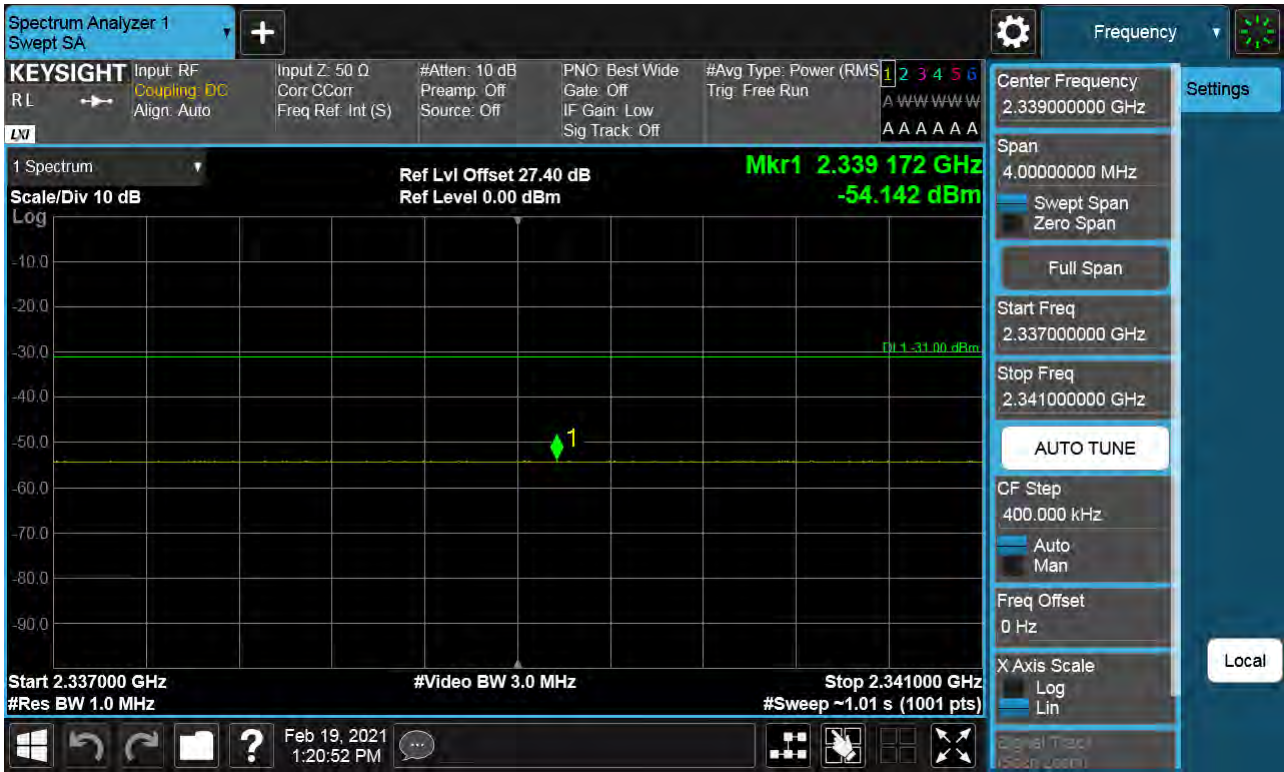 Spectrum Analyzer 1
Swept SA
+
Frequency
KEYSIGHT
R L
LXI
Input: RF
Coupling: DC
Align: Auto
Input Z: 50 Ω
Corr CCorr
Freq Ref: Int (S)
#Atten: 10 dB
Preamp: Off
Source: Off
PNO: Best Wide
Gate: Off
IF Gain: Low
Sig Track: Off
#Avg Type: Power (RMS
Trig: Free Run
1 2 3 4 5 6
A W W W W W
A A A A A A
1 Spectrum
Scale/Div 10 dB
Log
Ref Lvl Offset 27.40 dB
Ref Level 0.00 dBm
Mkr1 2.339 172 GHz
-54.142 dBm
-10.0
-20.0
-30.0
DL1 -31.00 dBm
-40.0
-50.0
1
-60.0
-70.0
-80.0
-90.0
Start 2.337000 GHz
#Res BW 1.0 MHz
#Video BW 3.0 MHz
Stop 2.341000 GHz
#Sweep ~1.01 s (1001 pts)
Center Frequency
2.339000000 GHz
Span
4.00000000 MHz
Swept Span
Zero Span
Full Span
Start Freq
2.337000000 GHz
Stop Freq
2.341000000 GHz
AUTO TUNE
CF Step
400.000 kHz
Auto
Man
Freq Offset
0 Hz
X Axis Scale
Log
Lin
Signal Track
(Span Zoom)
Settings
Local
?
Feb 19, 2021
1:20:52 PM